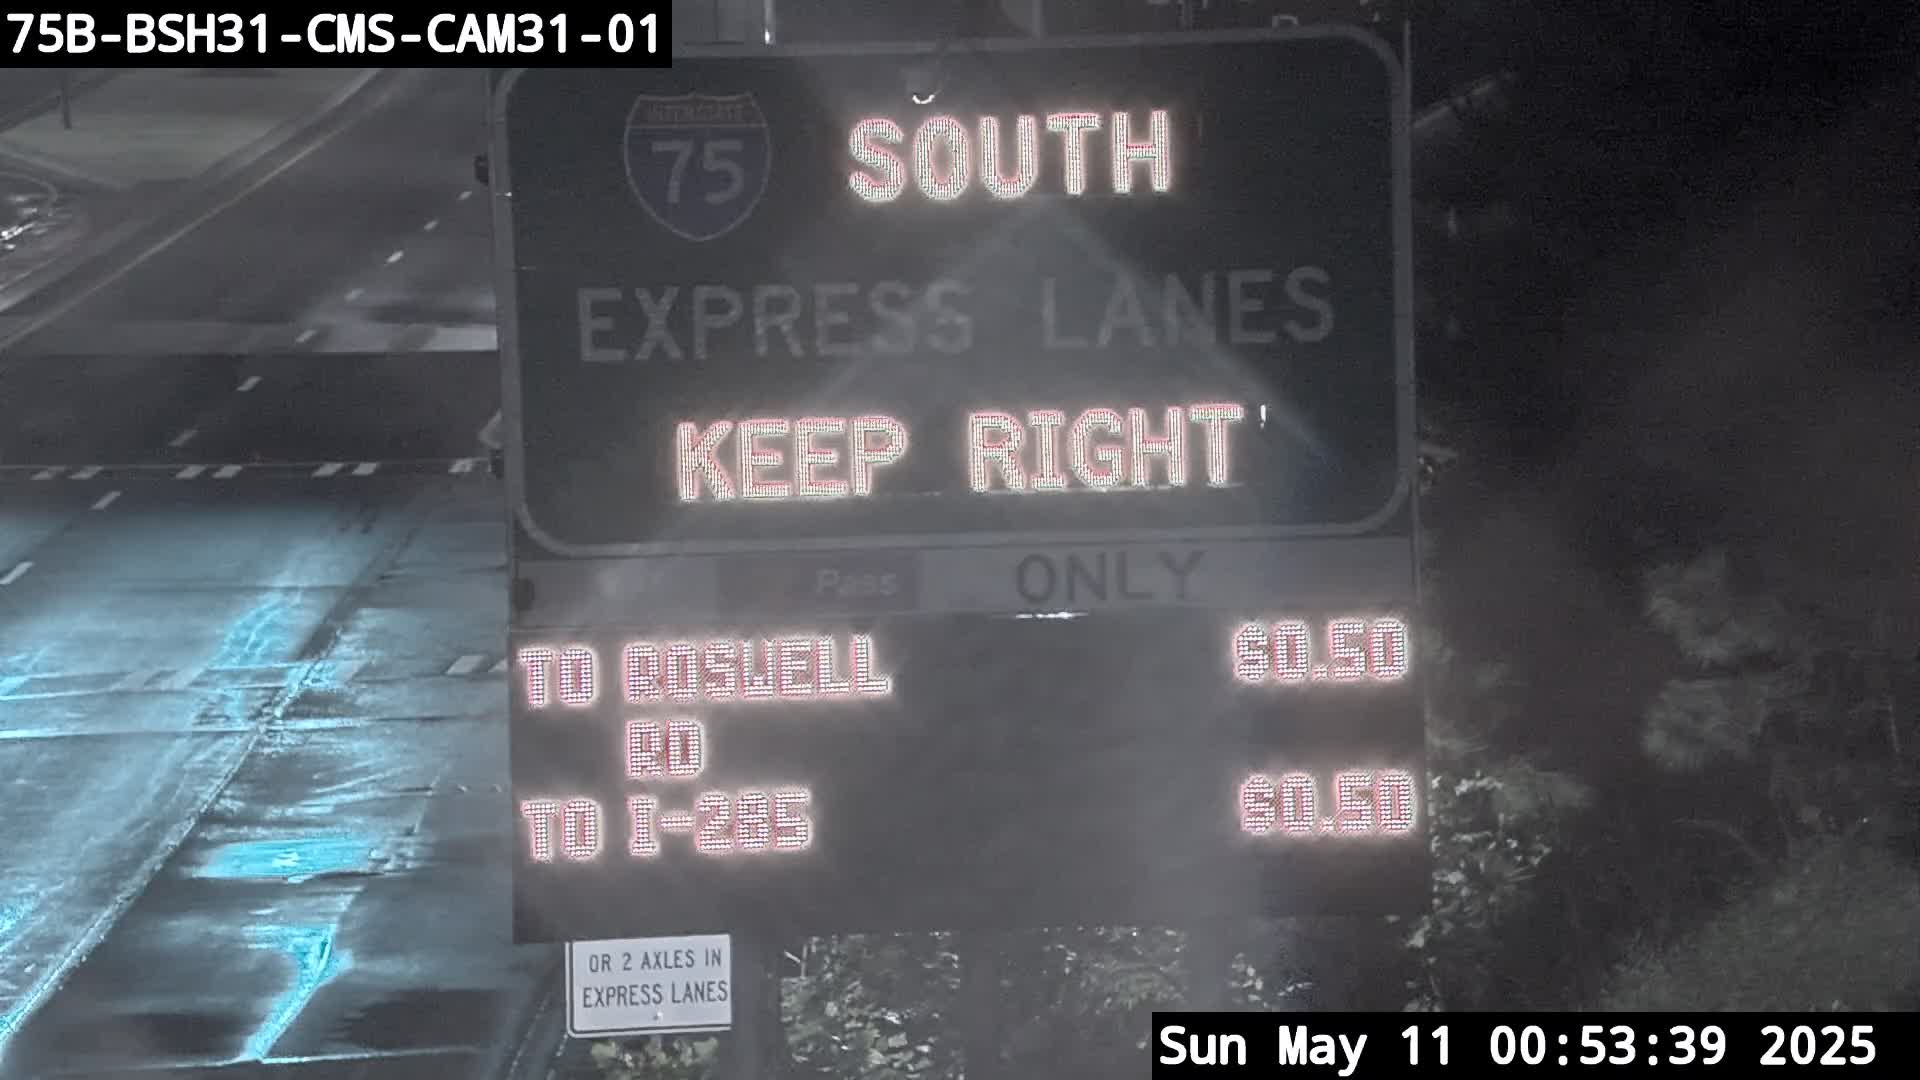 75B-BSH31-CMS-CAM31-01
INTERSTATE
75
SOUTH
EXPRESS LANES
KEEP RIGHT
Pass ONLY
TO ROSWELL $0.50
RD
TO I-285 $0.50
OR 2 AXLES IN
EXPRESS LANES
Sun May 11 00:53:39 2025